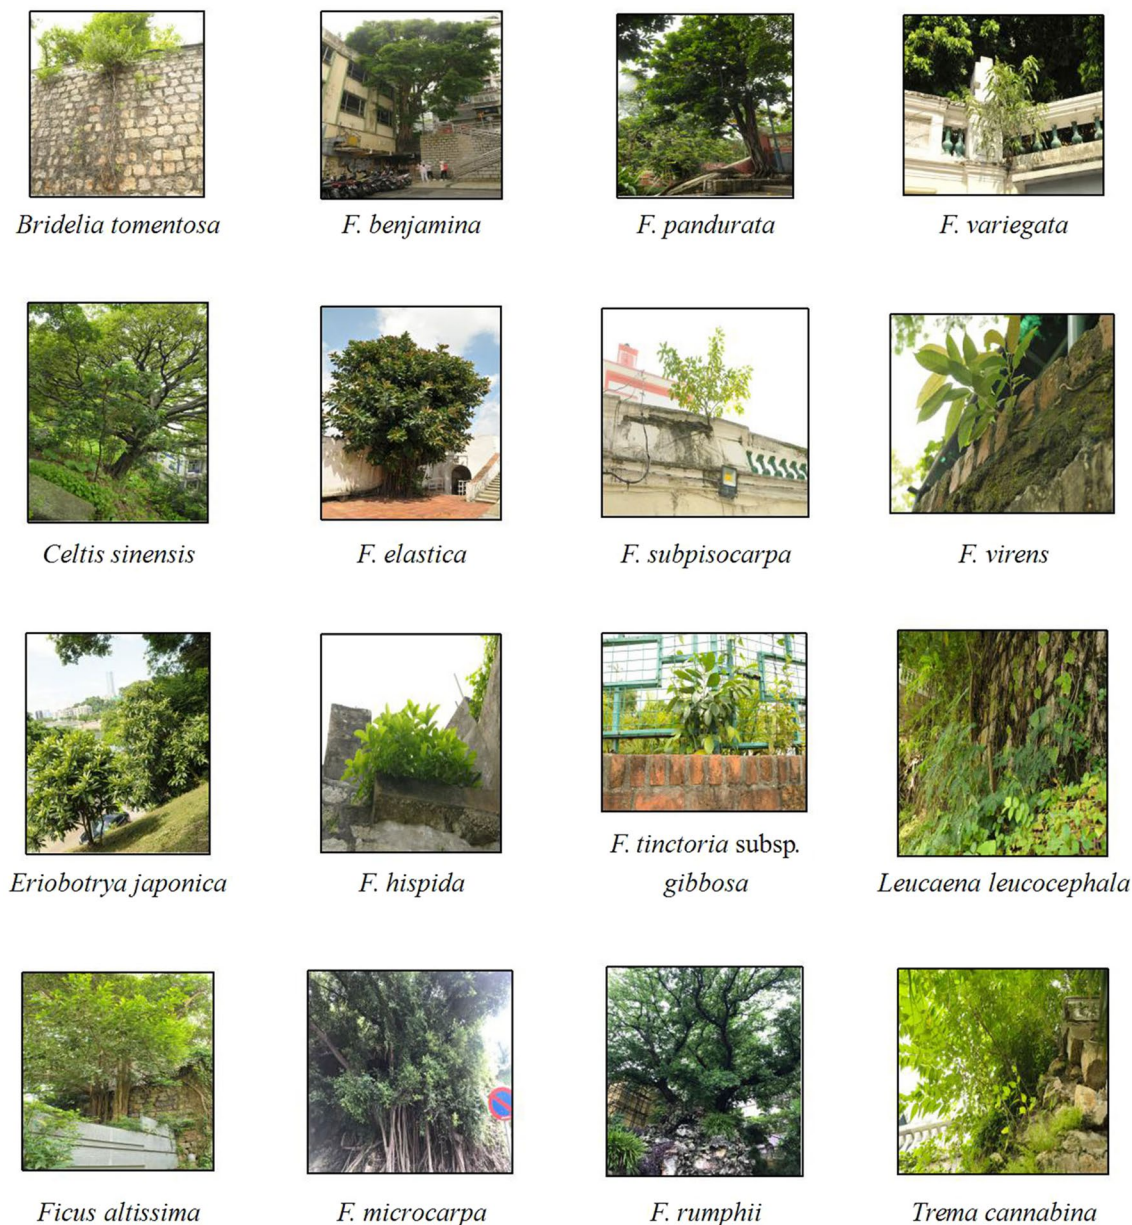 Bridelia tomentosa
F. benjamina
F. pandurata
F. variegata
Celtis sinensis
F. elastica
F. subpisocarpa
F. virens
Eriobotrya japonica
F. hispida
F. tinctoria subsp.
gibbosa
Leucaena leucocephala
Ficus altissima
F. microcarpa
F. rumphii
Trema cannabina